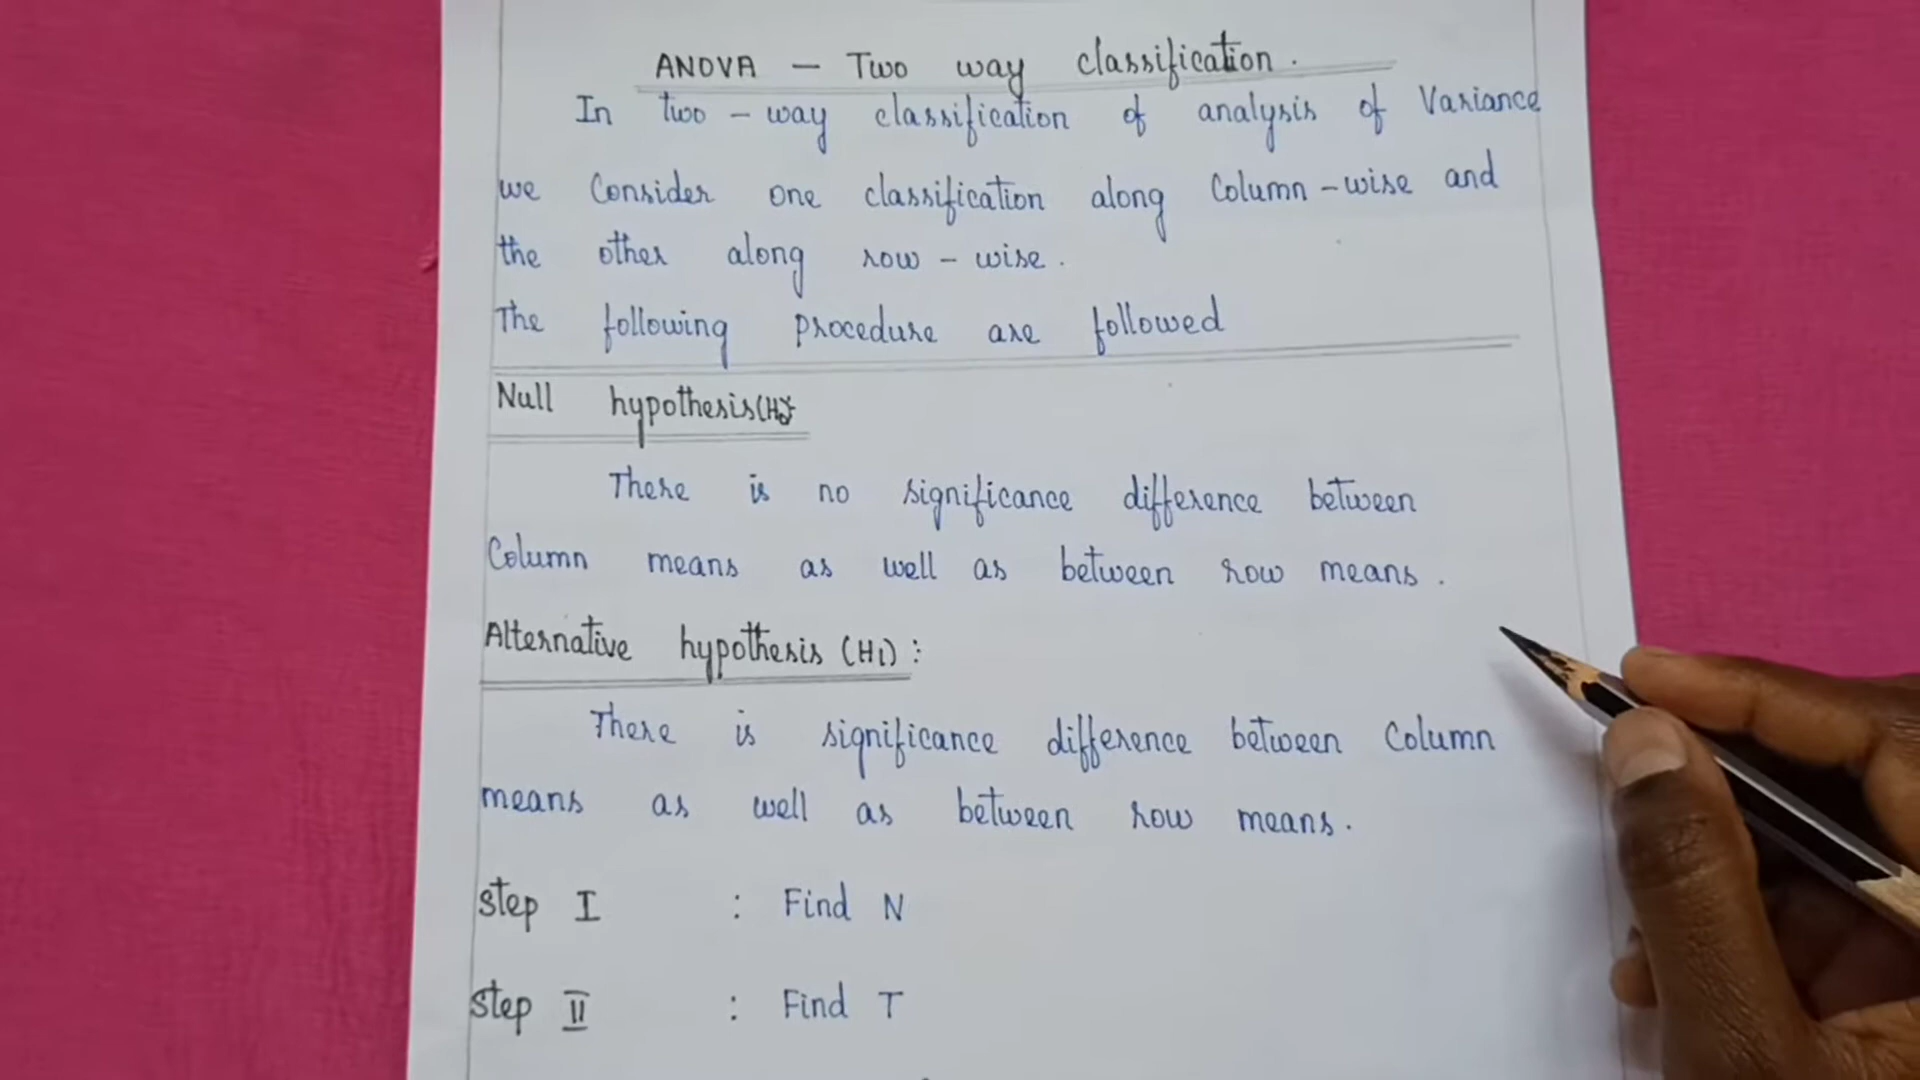 ANOVA - Two way classification.
In two-way classification of analysis of Variance
we Consider one classification along Column-wise and
the other along row-wise.
The following procedure are followed
Null hypothesis (H0):
There is no significance difference between
Column means as well as between row means.
Alternative hypothesis (H1):
There is significance difference between Column
means as well as between row means.
step I : Find N
step II : Find T